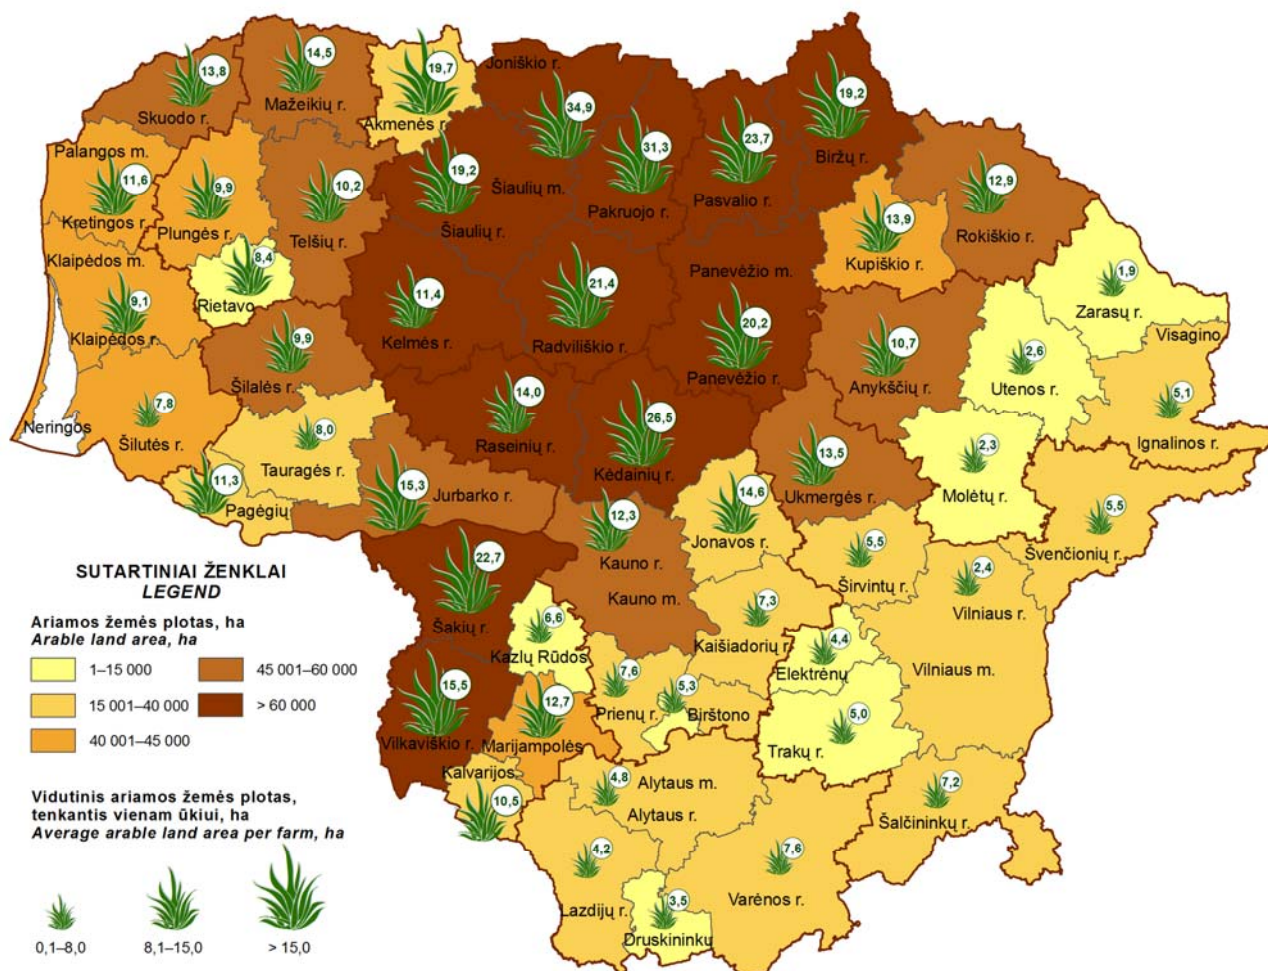 Joniškio r.
14,5
19,7
13,8
Mažeikių r.
Akmenės r.
34,9
19,2
Skuodo r.
31,3
23,7
Biržų r.
Palangos m.
11,6
9,9
10,2
19,2
Šiaulių m.
Pakruojo r.
Pasvalio r.
12,9
Kretingos r.
Plungės r.
Telšių r.
Šiaulių r.
13,9
Rokiškio r.
Klaipėdos m.
8,4
Kupiškio r.
Panevėžio m.
9,1
Rietavo
11,4
21,4
1,9
Zarasų r.
Klaipėdos r.
9,9
Kelmės r.
Radviliškio r.
20,2
10,7
2,6
Visagino
Šilalės r.
Panevėžio r.
Anykščių r.
Utenos r.
7,8
14,0
26,5
5,1
Neringos
Šilutės r.
8,0
Raseinių r.
Ignalinos r.
Tauragės r.
Kėdainių r.
13,5
2,3
11,3
15,3
Jurbarko r.
14,6
Ukmergės r.
Molėtų r.
Pagėgių
12,3
Jonavos r.
5,5
5,5
Švenčionių r.
22,7
Kauno r.
Širvintų r.
2,4
Kauno m.
7,3
Vilniaus r.
Šakių r.
6,6
Kaišiadorių r.
4,4
Kazlų Rūdos
Elektrėnų
Vilniaus m.
15,5
12,7
7,6
5,3
5,0
Prienų r.
Birštono
Vilkaviškio r.
Marijampolės
Trakų r.
Kalvarijos
4,8
Alytaus m.
7,2
10,5
Alytaus r.
Šalčininkų r.
4,2
7,6
Lazdijų r.
3,5
Varėnos r.
Druskininkų
SUTARTINIAI ŽENKLAI
LEGEND
Ariamos žemės plotas, ha
Arable land area, ha
1–15 000
45 001–60 000
15 001–40 000
> 60 000
40 001–45 000
Vidutinis ariamos žemės plotas,
tenkantis vienam ūkiui, ha
Average arable land area per farm, ha
0,1–8,0
8,1–15,0
> 15,0